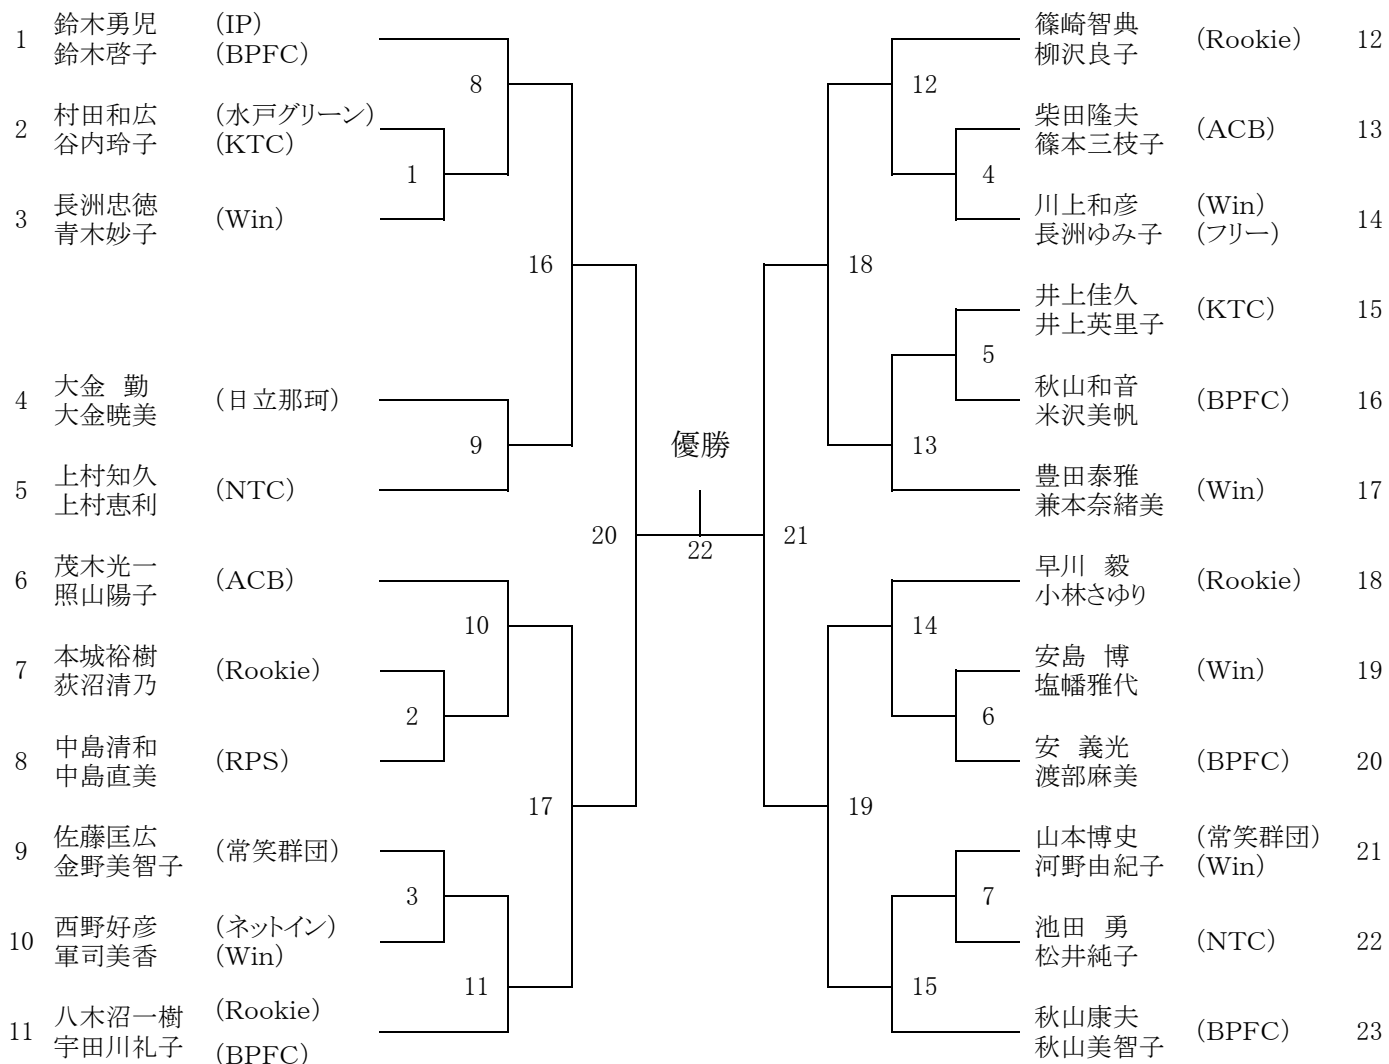 1 鈴木勇児 (IP)
鈴木啓子 (BPFC)
8
2 村田和広 (水戸グリーン)
谷内玲子 (KTC)
1
3 長洲忠徳 (Win)
青木妙子
16
4 大金 勤 (日立那珂)
大金暁美
9
5 上村知久 (NTC)
上村恵利
20
6 茂木光一 (ACB)
照山陽子
10
7 本城裕樹 (Rookie)
荻沼清乃
2
8 中島清和 (RPS)
中島直美
17
9 佐藤匡広 (常笑群団)
金野美智子
3
10 西野好彦 (ネットイン)
軍司美香 (Win)
11
11 八木沼一樹 (Rookie)
宇田川礼子 (BPFC)
優勝
22
篠崎智典 (Rookie) 12
柳沢良子
12
柴田隆夫 (ACB) 13
篠本三枝子
4
川上和彦 (Win) 14
長洲ゆみ子 (フリー)
18
井上佳久 (KTC) 15
井上英里子
5
秋山和音 (BPFC) 16
米沢美帆
13
豊田泰雅 (Win) 17
兼本奈緒美
21
早川 毅 (Rookie) 18
小林さゆり
14
安島 博 (Win) 19
塩幡雅代
6
安 義光 (BPFC) 20
渡部麻美
19
山本博史 (常笑群団) 21
河野由紀子 (Win)
7
池田 勇 (NTC) 22
松井純子
15
秋山康夫 (BPFC) 23
秋山美智子